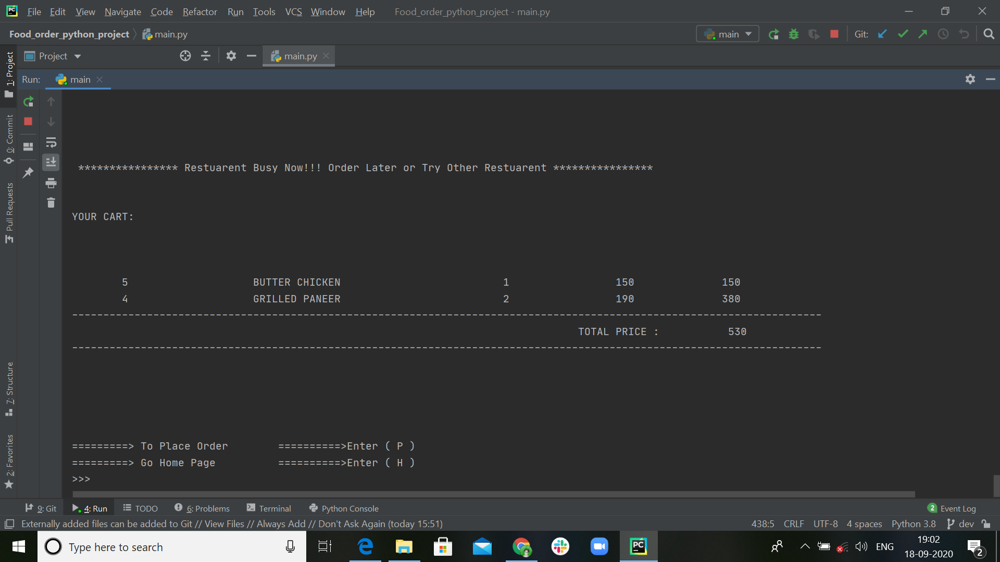 File Edit View Navigate Code Refactor Run Tools VCS Window Help Food_order_python_project - main.py
Food_order_python_project main.py main Git:
Project main.py
Run: main
1: Project
0: Commit
Pull Requests
7: Structure
2: Favorites
**************** Restuarent Busy Now!!! Order Later or Try Other Restuarent ****************
YOUR CART:
5 BUTTER CHICKEN 1 150 150
4 GRILLED PANEER 2 190 380
------------------------------------------------------------------------------------------------------------------------
TOTAL PRICE : 530
------------------------------------------------------------------------------------------------------------------------
=========> To Place Order ==========>Enter ( P )
=========> Go Home Page ==========>Enter ( H )
>>>
9: Git 4: Run TODO 6: Problems Terminal Python Console 2 Event Log
Externally added files can be added to Git // View Files // Always Add // Don't Ask Again (today 15:51) 438:5 CRLF UTF-8 4 spaces Python 3.8 dev
Type here to search PC ENG 19:02
18-09-2020 2